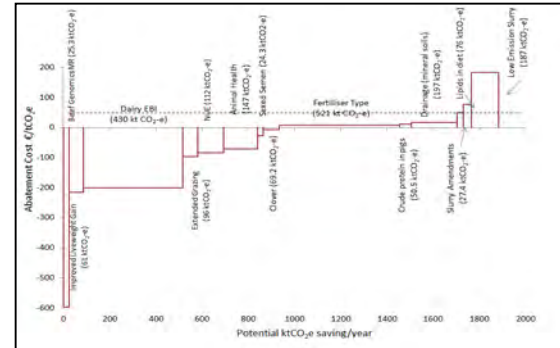 Abatement Cost €/tCO2e
200
100
0
-100
-200
-300
-400
-500
-600
Beef Genomics MR (25.3 ktCO2-e)
Improved Liveweight Gain
(61 ktCO2-e)
Dairy EBI
(430 kt CO2-e)
Extended Grazing
(96 ktCO2-e)
NUE (112 ktCO2-e)
Animal Health
(147 ktCO2-e)
Sexed Semen (24.3 ktCO2-e)
Clover (69.2 ktCO2-e)
Fertiliser Type
(521 kt CO2-e)
Crude protein in pigs
(50.5 ktCO2-e)
Drainage (mineral soils)
(197 ktCO2-e)
Slurry Amendments
(27.4 ktCO2-e)
Lipids in diet (76 ktCO2-e)
Low Emission Slurry
(187 ktCO2-e)
0 200 400 600 800 1000 1200 1400 1600 1800 2000
Potential ktCO2e saving/year